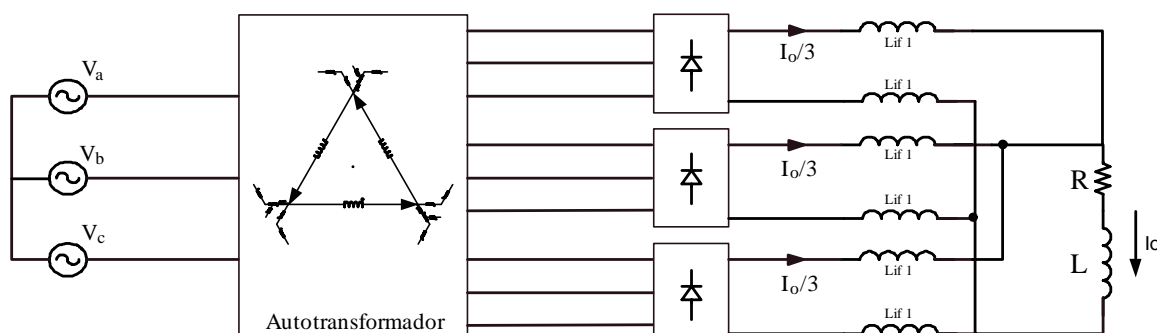 Va
Vb
Vc
Autotransformador
Io/3
Lif 1
Lif 1
Io/3
Lif 1
Lif 1
Io/3
Lif 1
Lif 1
R
L
Io